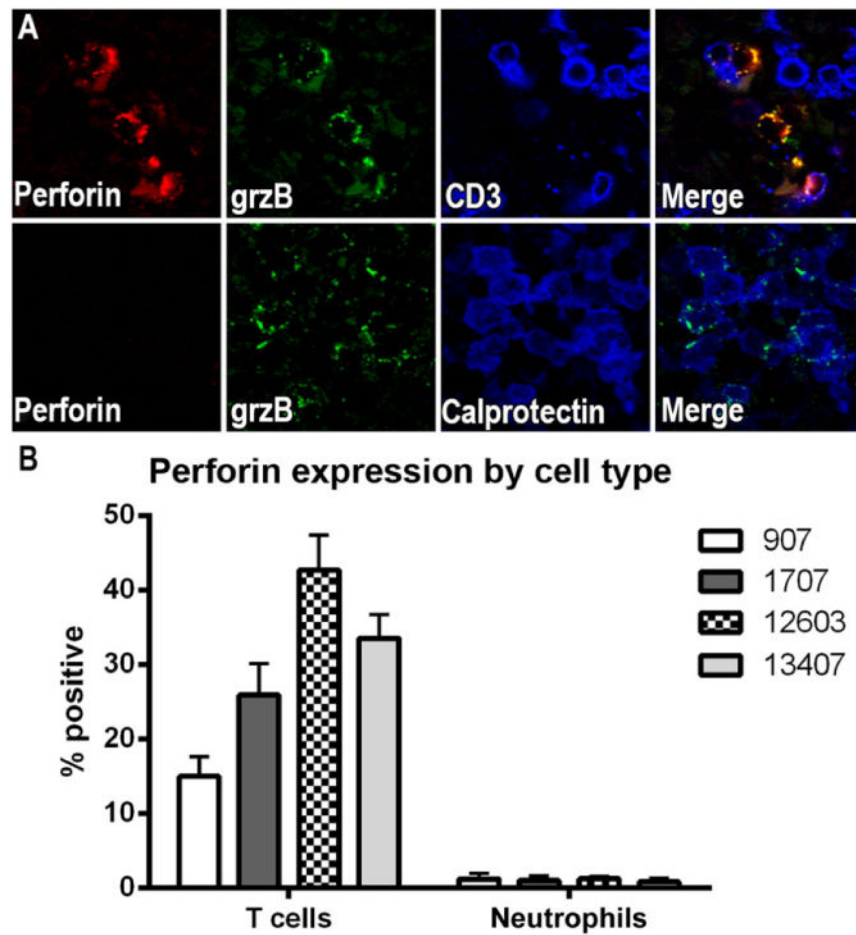 A
Perforin grzB CD3 Merge
Perforin grzB Calprotectin Merge
B
Perforin expression by cell type
50
40
30
20
10
0
% positive
T cells Neutrophils
907
1707
12603
13407